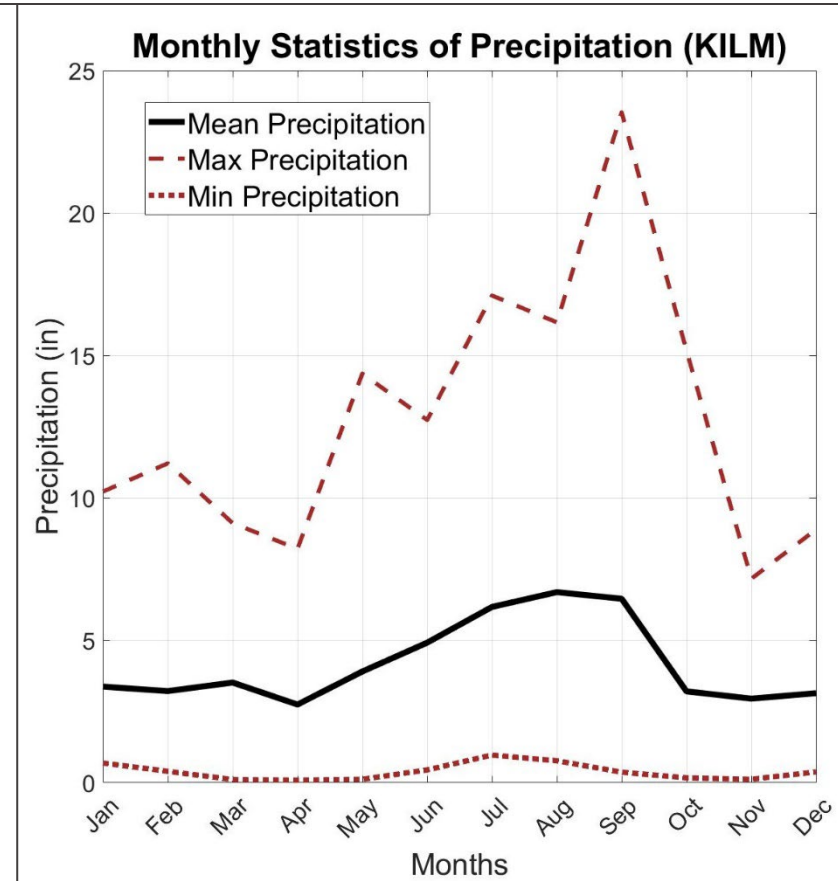 Monthly Statistics of Precipitation (KILM)
25
20
15
10
5
0
Precipitation (in)
Mean Precipitation
Max Precipitation
Min Precipitation
Jan
Feb
Mar
Apr
May
Jun
Jul
Aug
Sep
Oct
Nov
Dec
Months